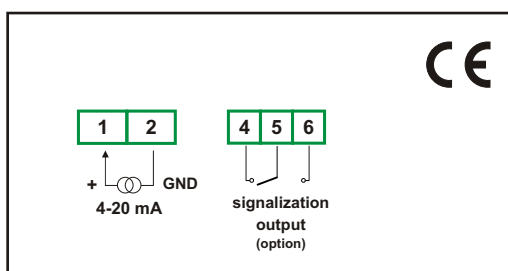 CE
1 2
4 5 6
+ GND
4-20 mA
signalization
output
(option)